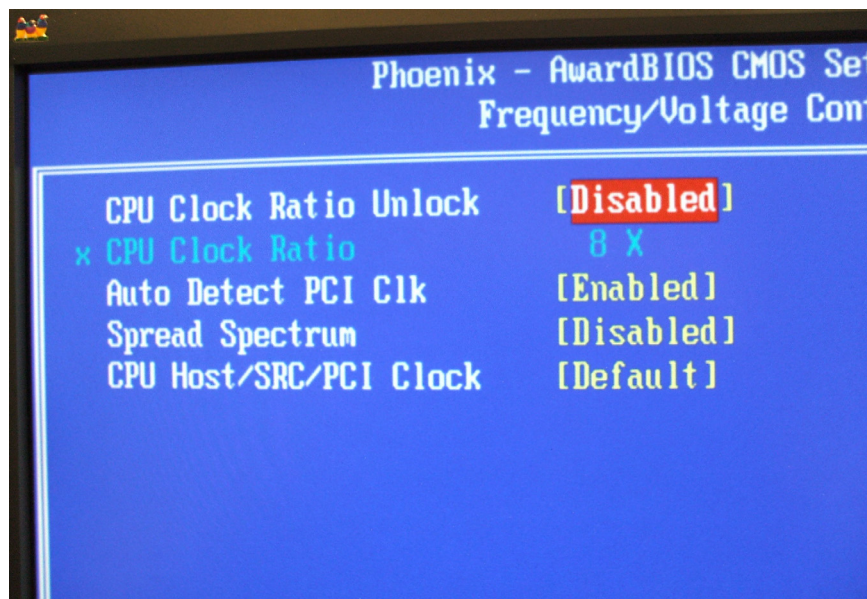 Phoenix - AwardBIOS CMOS
Frequency/Voltage
CPU Clock Ratio Unlock [Disabled]
x CPU Clock Ratio 8 X
Auto Detect PCI Clk [Enabled]
Spread Spectrum [Disabled]
CPU Host/SRC/PCI Clock [Default]